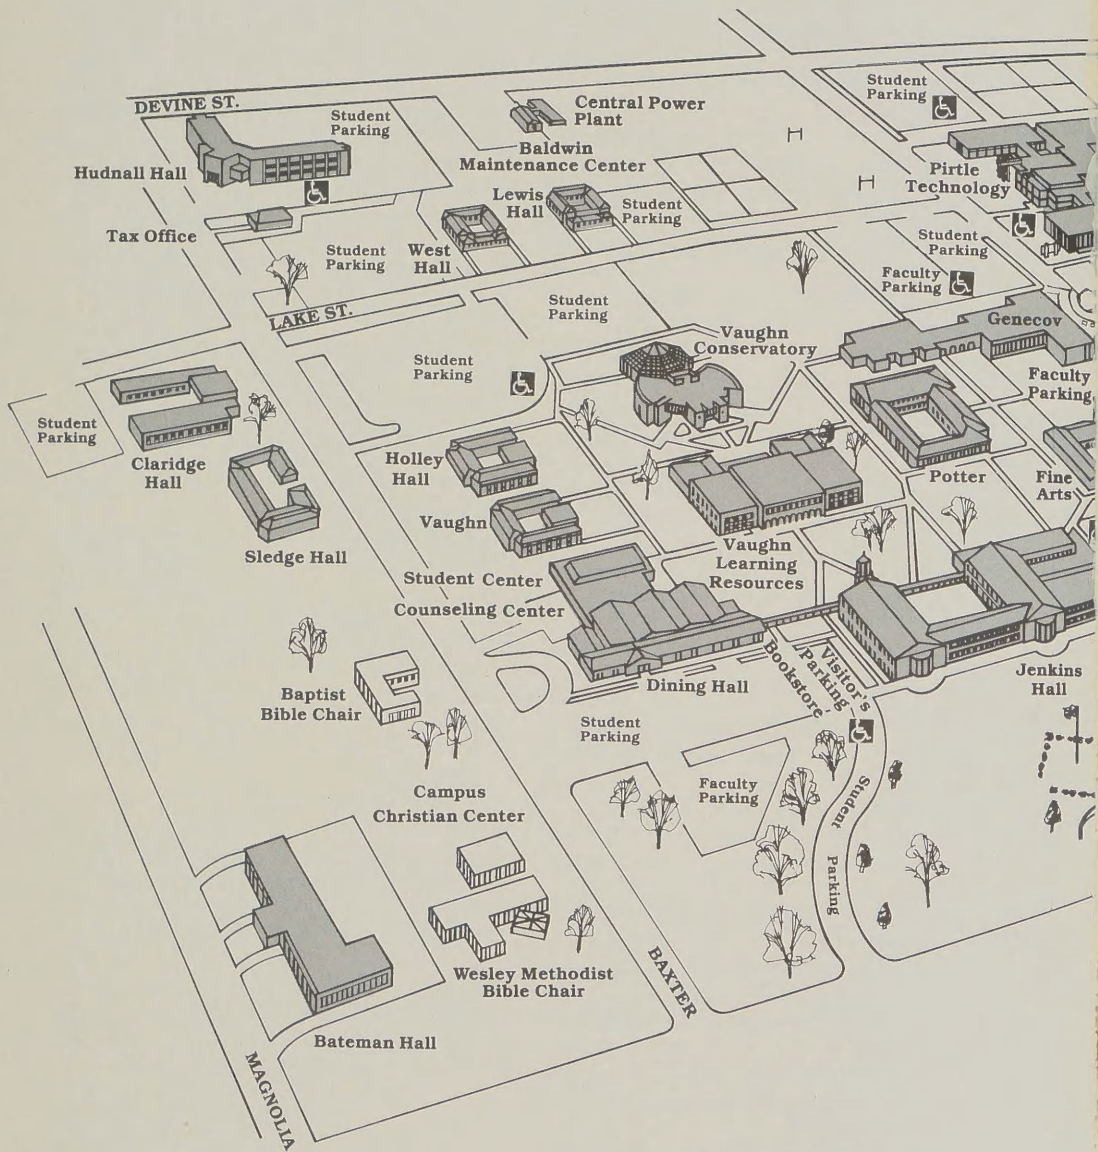 DEVINE ST.
Student
Parking
Central Power
Plant
Student
Parking
Hudnall Hall
Baldwin
Maintenance Center
Pirtle
Technology
Lewis
Hall
Student
Parking
Tax Office
Student
Parking
West
Hall
Student
Parking
Faculty
Parking
LAKE ST.
Student
Parking
Genecov
Vaughn
Conservatory
Student
Parking
Faculty
Parking
Student
Parking
Claridge
Hall
Holley
Hall
Potter
Fine
Arts
Vaughn
Sledge Hall
Vaughn
Learning
Resources
Student Center
Counseling Center
Bookstore
Visitor's
Parking
Jenkins
Hall
Baptist
Bible Chair
Dining Hall
Student
Parking
Faculty
Parking
Student
Parking
Campus
Christian Center
Wesley Methodist
Bible Chair
BAXTER
Bateman Hall
MAGNOLIA